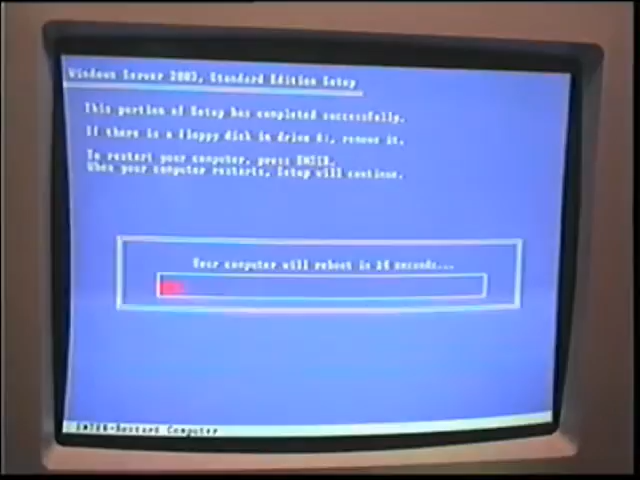 Windows Server 2003, Standard Edition Setup
This portion of Setup has completed successfully.
If there is a floppy disk in drive A:, remove it.
To restart your computer, press ENTER.
When your computer restarts, Setup will continue.
Your computer will reboot in 14 seconds...
ENTER=Restart Computer